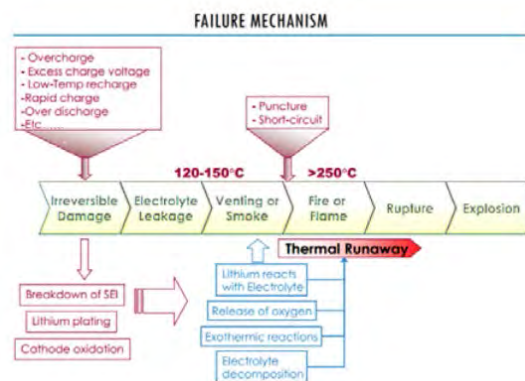 FAILURE MECHANISM
- Overcharge
- Excess charge voltage
- Low-Temp recharge
-Rapid charge
-Over discharge
-Etc.....
- Puncture
- Short-circuit
120-150°C
>250°C
Irreversible
Damage
Electrolyte
Leakage
Venting or
Smoke
Fire or
Flame
Rupture
Explosion
Thermal Runaway
Breakdown of SEI
Lithium plating
Cathode oxidation
Lithium reacts
with Electrolyte
Release of oxygen
Exothermic reactions
Electrolyte
decomposition